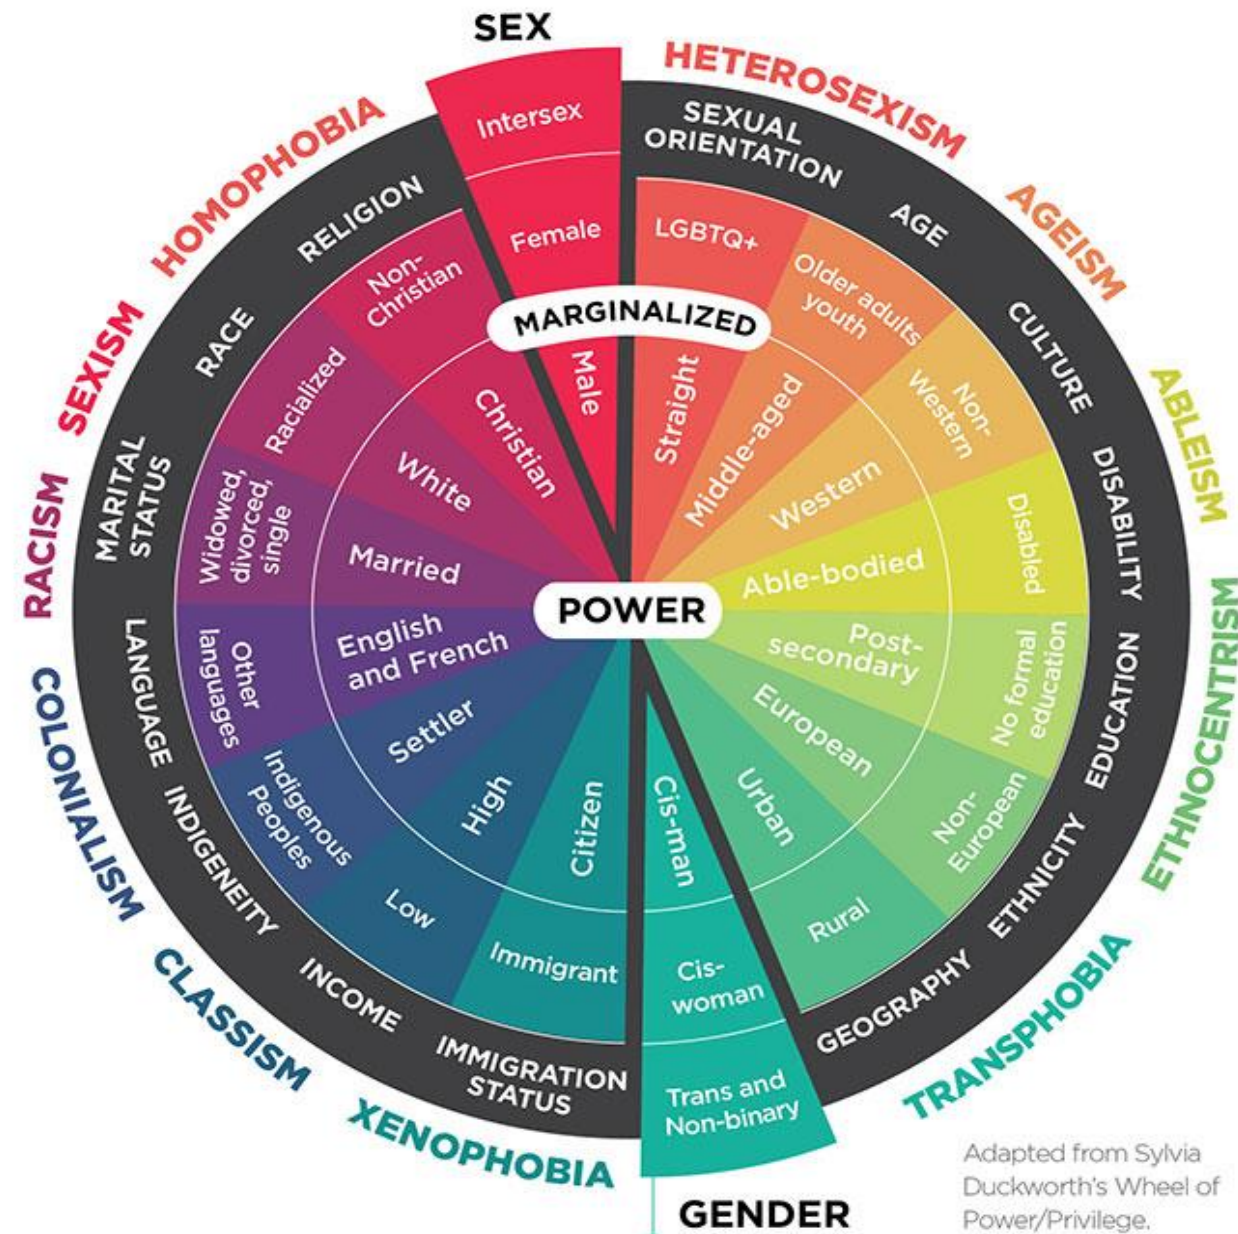 SEX
Intersex
Female
Male
MARGINALIZED
POWER
HETEROSEXISM
SEXUAL
ORIENTATION
LGBTQ+
Straight
AGEISM
AGE
Older adults
youth
Middle-aged
CULTURE
Non-
Western
Western
ABLEISM
DISABILITY
Disabled
Able-bodied
EDUCATION
No formal
education
Post-
secondary
ETHNOCENTRISM
ETHNICITY
Non-
European
European
GEOGRAPHY
Rural
Urban
TRANSPHOBIA
Cis-man
Cis-
woman
Trans and
Non-binary
GENDER
XENOPHOBIA
IMMIGRATION
STATUS
Immigrant
Citizen
CLASSISM
INCOME
Low
High
COLONIALISM
INDIGENEITY
Indigenous
Peoples
Settler
LANGUAGE
Other
languages
English
and French
RACISM
MARITAL
STATUS
Widowed,
divorced,
single
Married
SEXISM
RACE
Racialized
White
HOMOPHOBIA
RELIGION
Non-
Christian
Christian
Adapted from Sylvia
Duckworth's Wheel of
Power/Privilege.